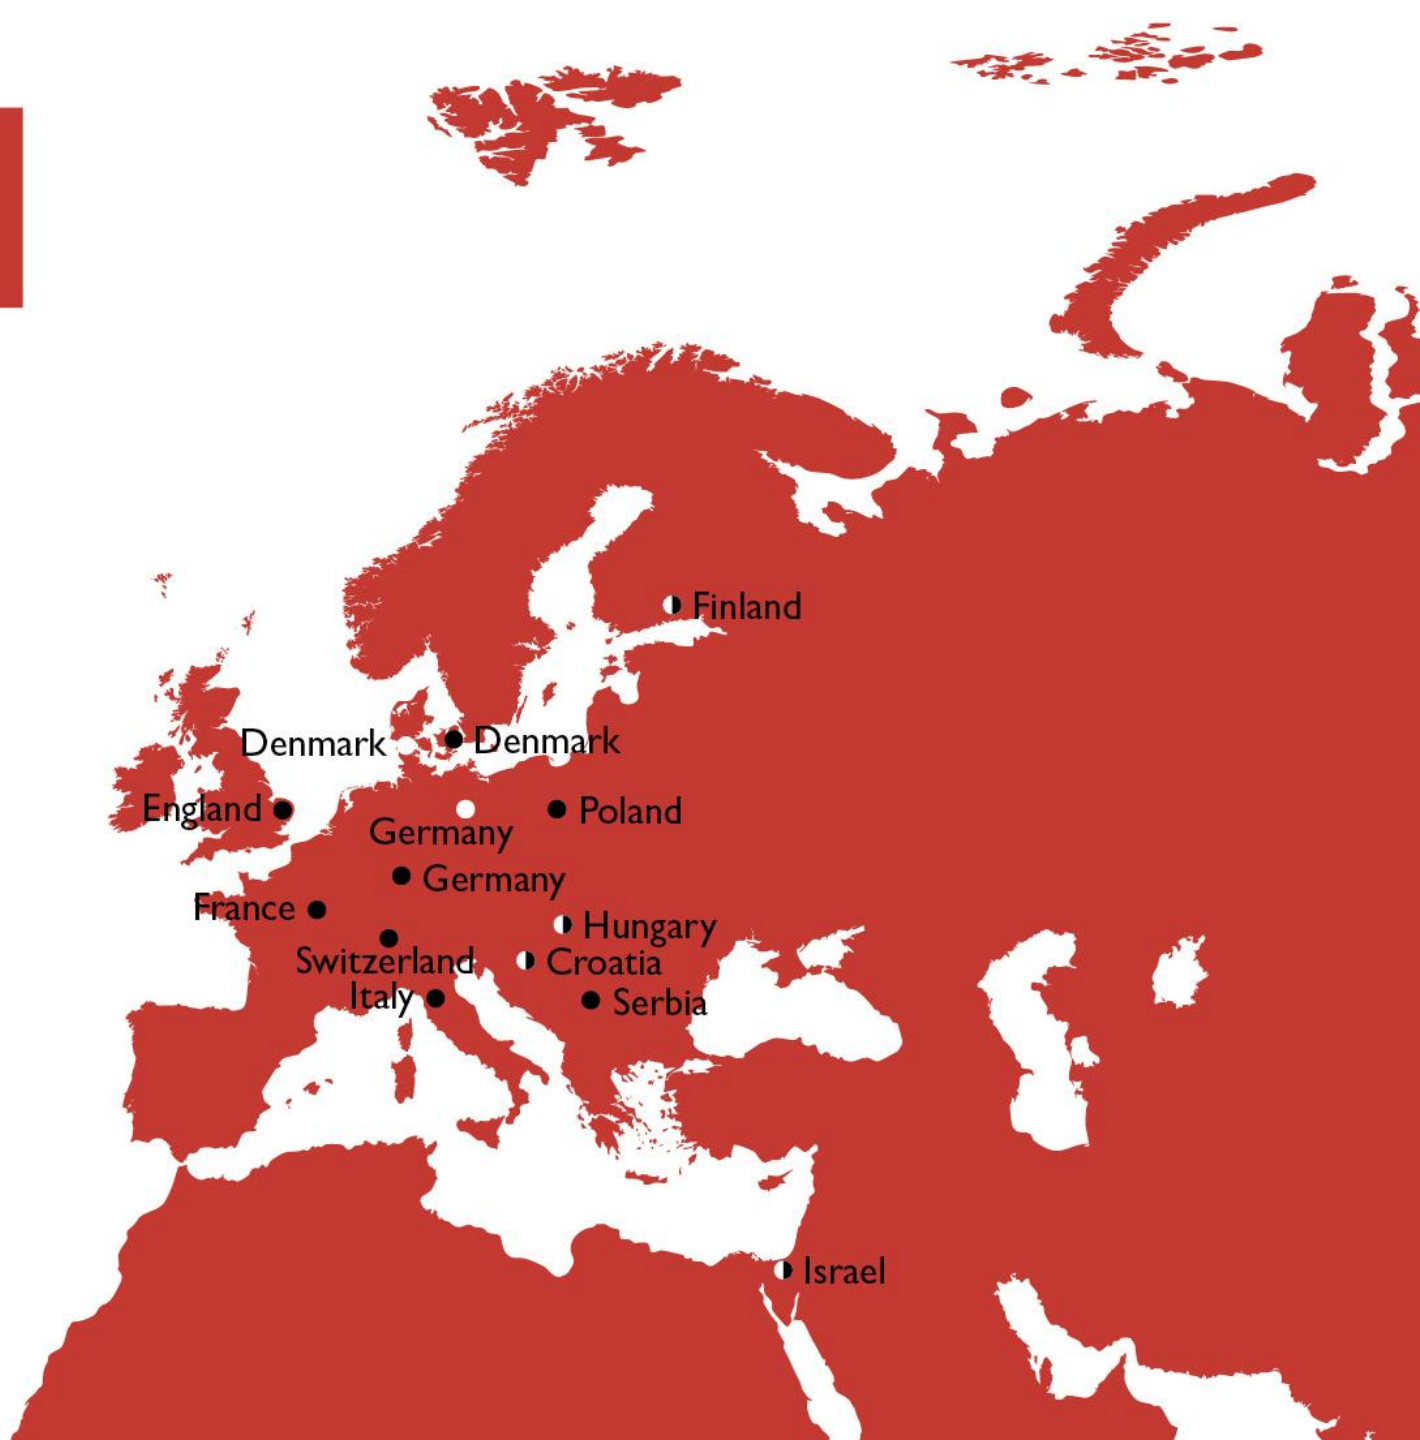 Finland
Denmark
Denmark
England
Poland
Germany
Germany
France
Hungary
Switzerland
Croatia
Italy
Serbia
Israel